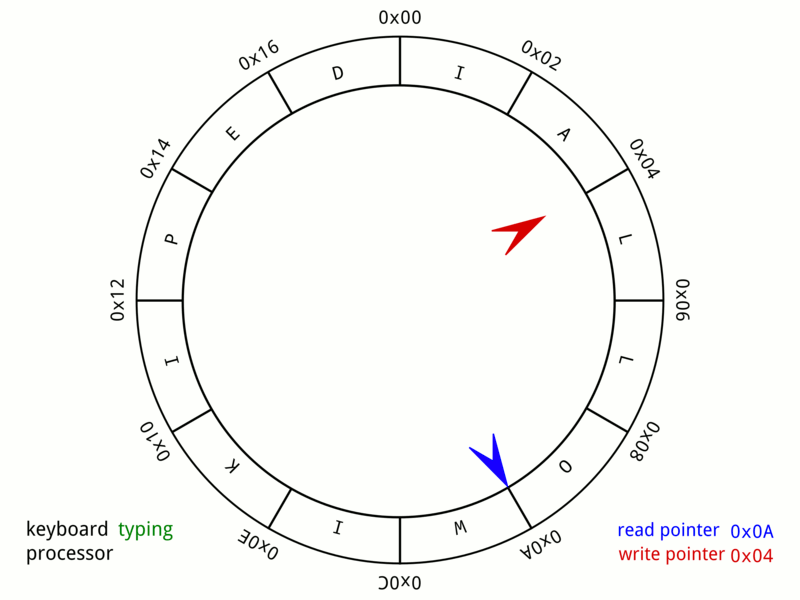 0x00
0x02
0x04
0x06
0x08
0x0A
0x0C
0x0E
0x10
0x12
0x14
0x16
I
A
L
L
O
W
I
K
I
P
E
D
keyboard typing
processor
read pointer 0x0A
write pointer 0x04